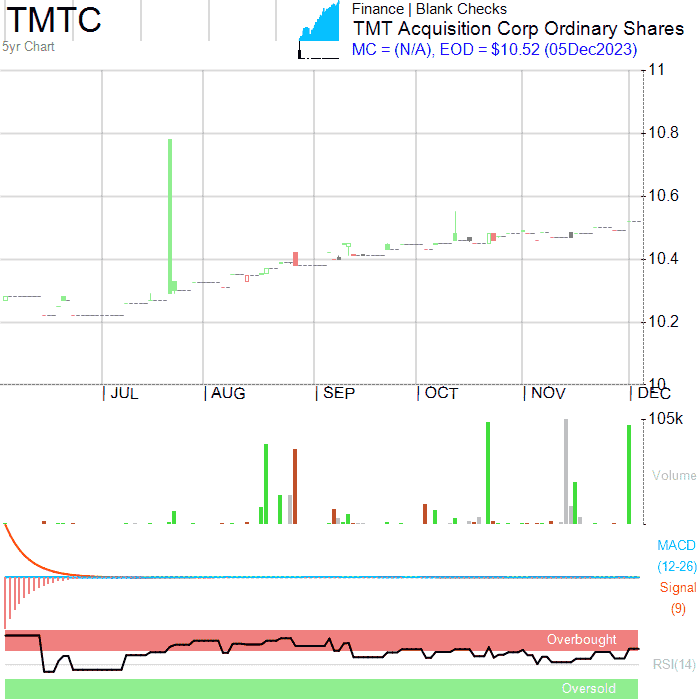 TMTC
5yr Chart
Finance | Blank Checks
TMT Acquisition Corp Ordinary Shares
MC = (N/A), EOD = $10.52 (05Dec2023)
11
10.8
10.6
10.4
10.2
10
JUL AUG SEP OCT NOV DEC
105k
Volume
MACD
(12-26)
Signal
(9)
Overbought
RSI(14)
Oversold